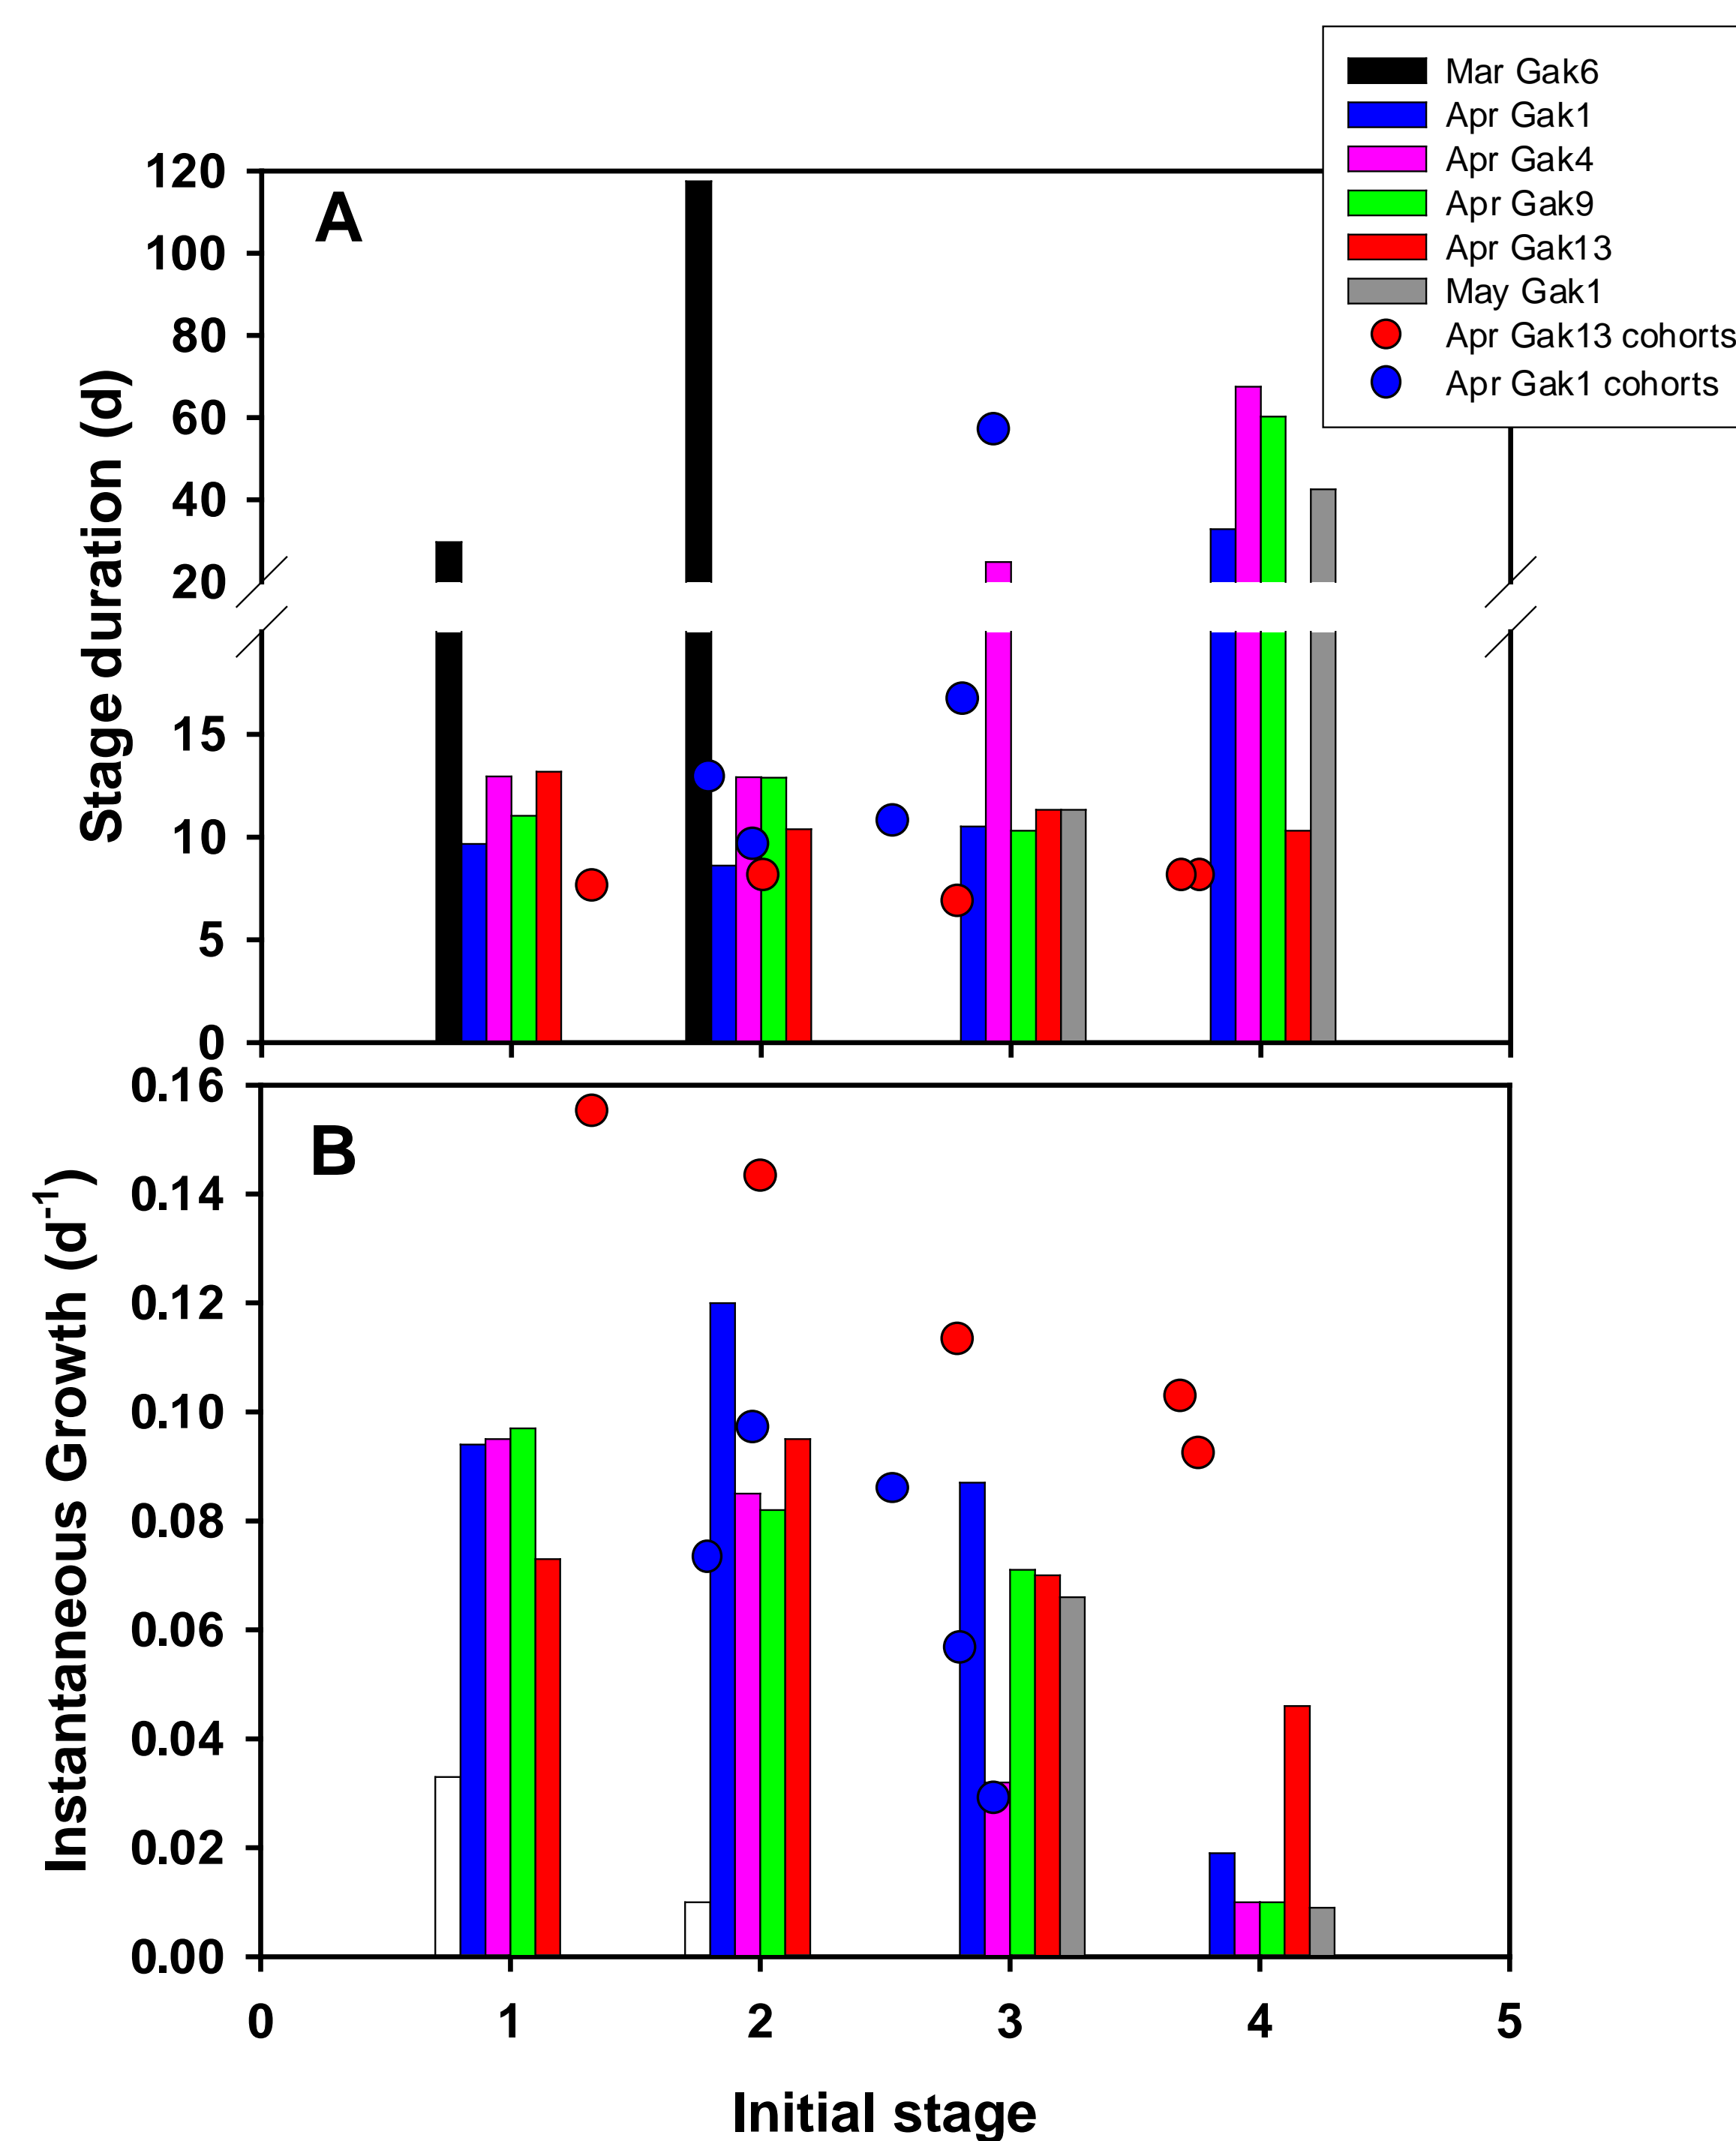 Mar Gak6
Apr Gak1
Apr Gak4
Apr Gak9
Apr Gak13
May Gak1
Apr Gak13 cohorts
Apr Gak1 cohorts
A
Stage duration (d)
120
100
80
60
40
20
15
10
5
0
B
Instantaneous Growth (d-1)
0.16
0.14
0.12
0.10
0.08
0.06
0.04
0.02
0.00
0 1 2 3 4 5
Initial stage